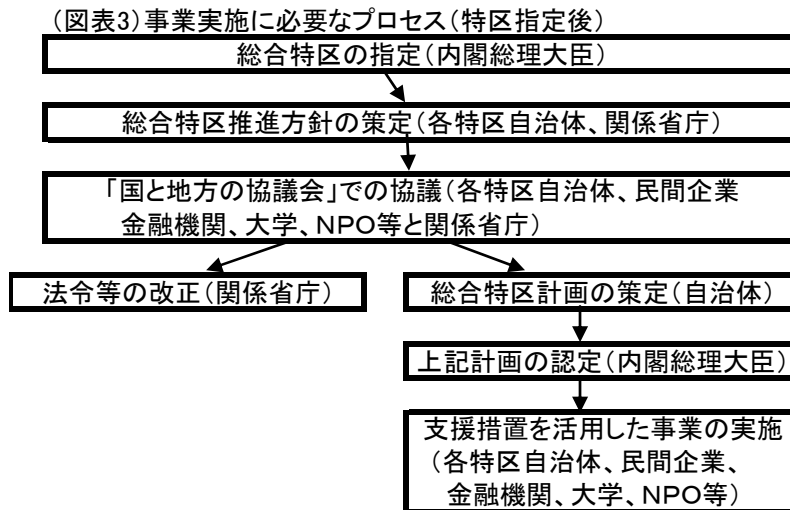 (図表3)事業実施に必要なプロセス(特区指定後)
総合特区の指定(内閣総理大臣)
総合特区推進方針の策定(各特区自治体、関係省庁)
「国と地方の協議会」での協議(各特区自治体、民間企業
金融機関、大学、NPO等と関係省庁)
法令等の改正(関係省庁)
総合特区計画の策定(自治体)
上記計画の認定(内閣総理大臣)
支援措置を活用した事業の実施
(各特区自治体、民間企業、
金融機関、大学、NPO等)